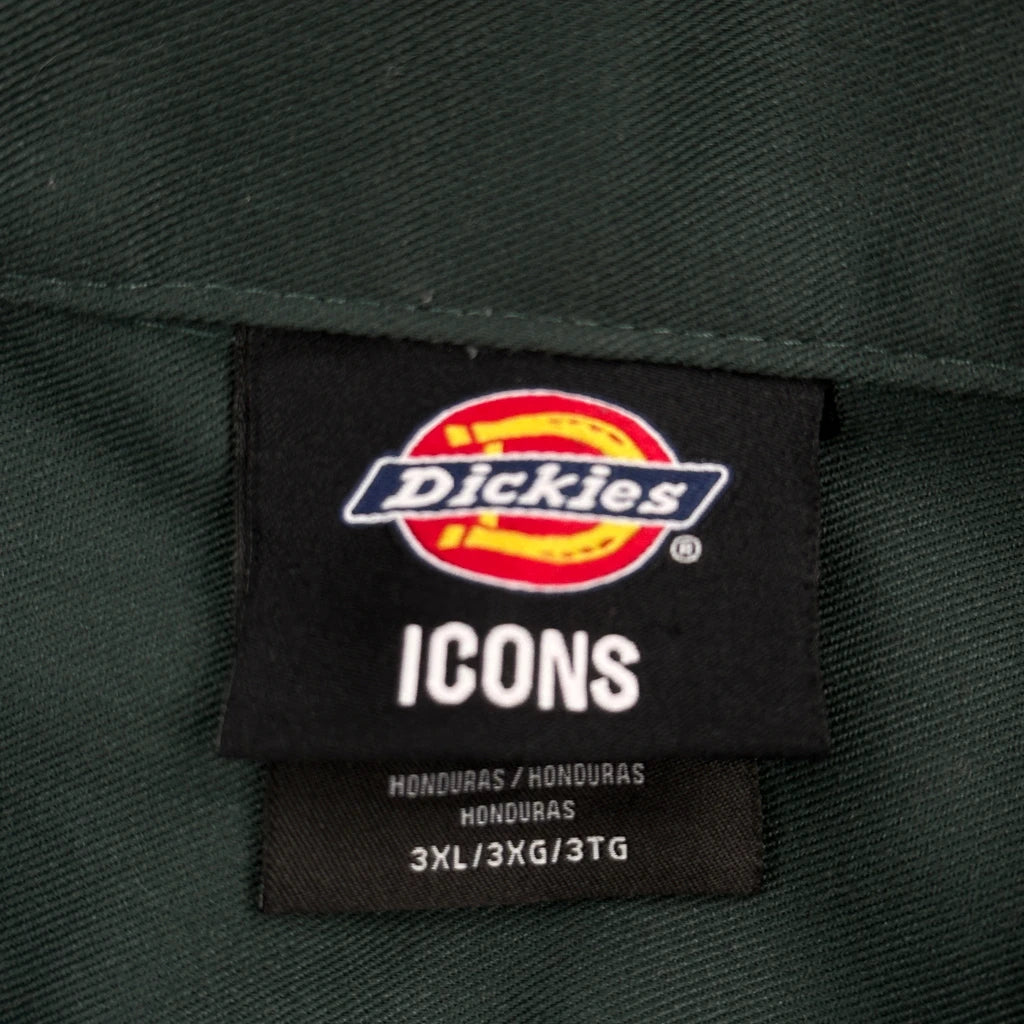 Dickies
®
ICONS
HONDURAS / HONDURAS
HONDURAS
3XL/3XG/3TG